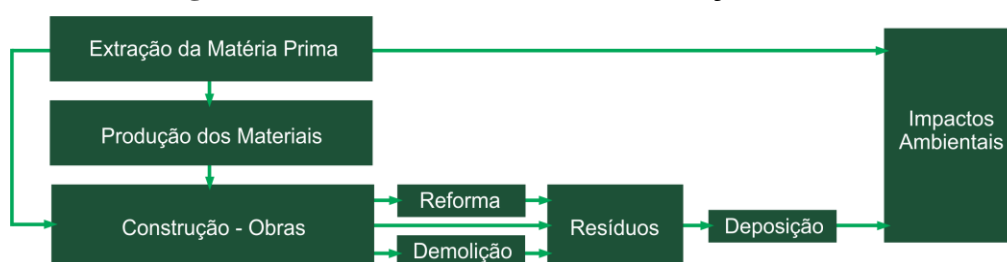 Extração da Matéria Prima
Produção dos Materiais
Construção - Obras
Reforma
Demolição
Resíduos
Deposição
Impactos
Ambientais